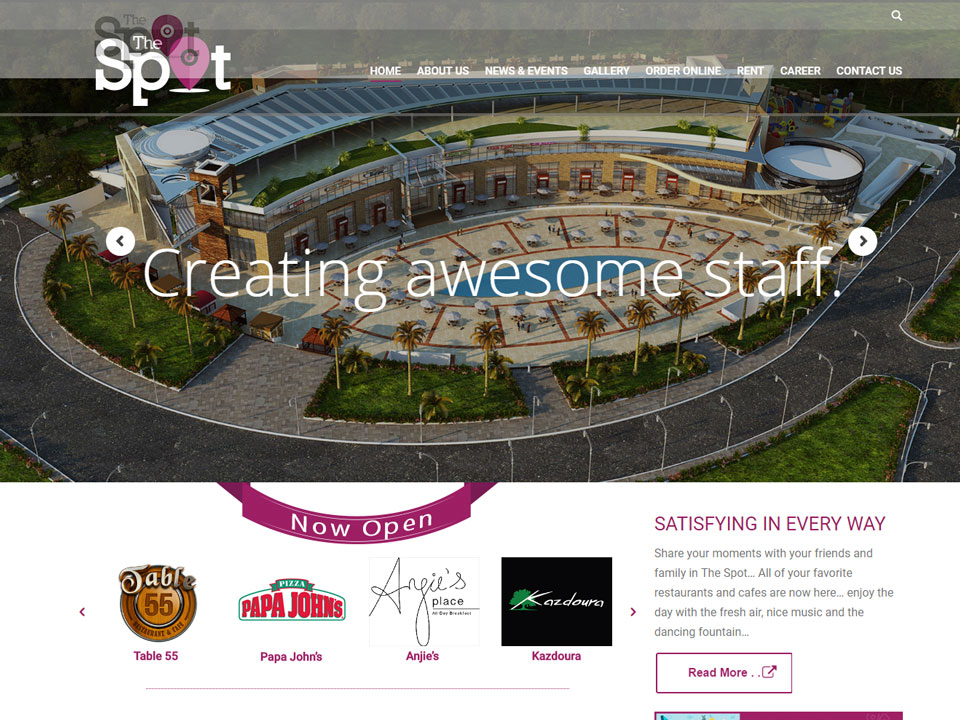 The
Spot
The
Spot
HOME ABOUT US NEWS & EVENTS GALLERY ORDER ONLINE RENT CAREER CONTACT US
Creating awesome staff.
Now Open
Table
55
RESTAURANT & CAFE
PIZZA
PAPA JOHN'S
Anjie's
place
All Day Breakfast
Kazdoura
Table 55
Papa John's
Anjie's
Kazdoura
SATISFYING IN EVERY WAY
Share your moments with your friends and
family in The Spot... All of your favorite
restaurants and cafes are now here... enjoy the
day with the fresh air, nice music and the
dancing fountain...
Read More . .